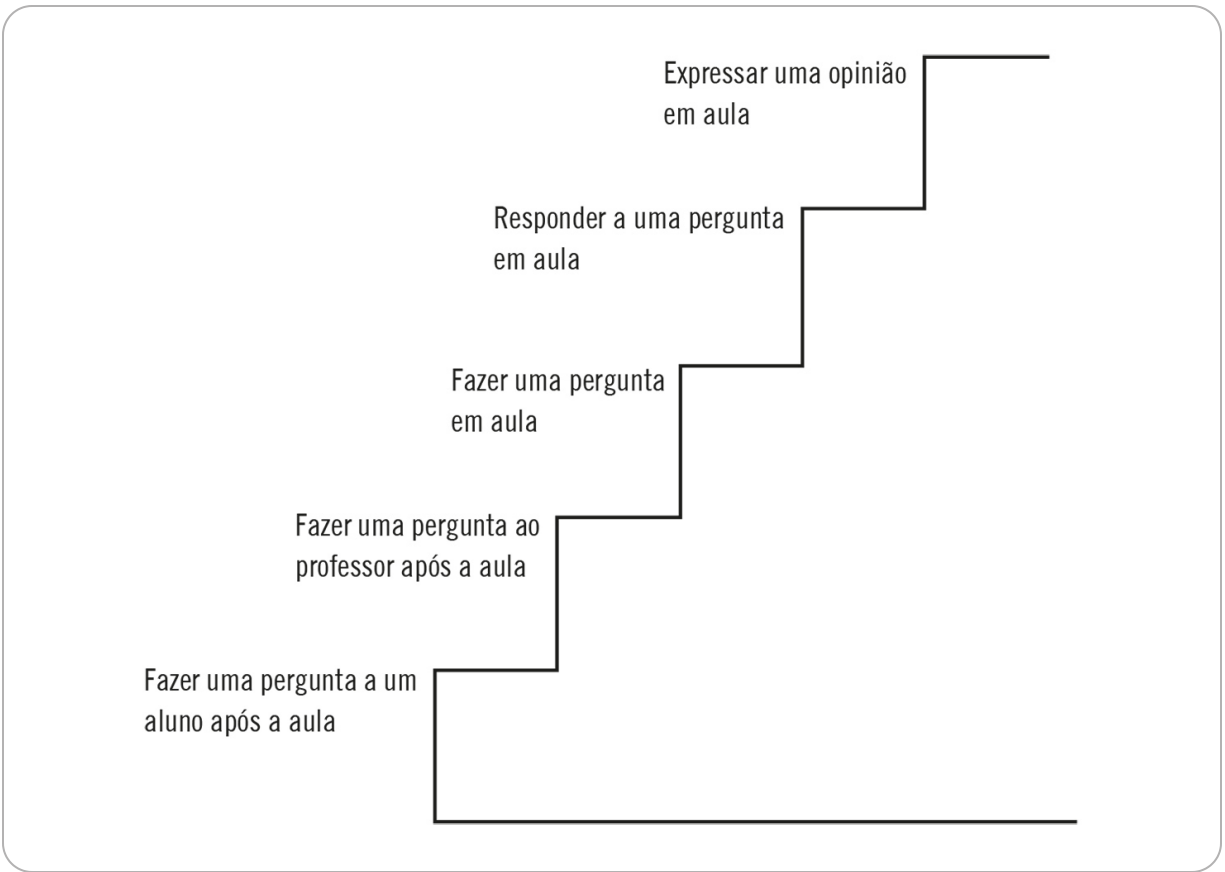 Expressar uma opinião
em aula
Responder a uma pergunta
em aula
Fazer uma pergunta
em aula
Fazer uma pergunta ao
professor após a aula
Fazer uma pergunta a um
aluno após a aula